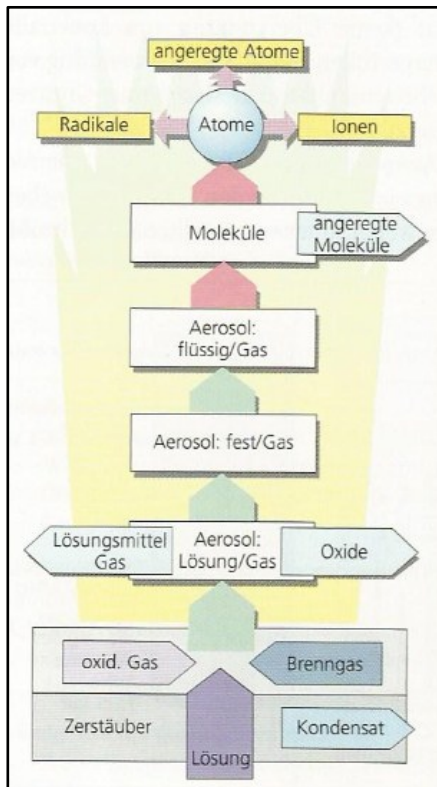 angeregte Atome
Radikale
Atome
Ionen
Moleküle
angeregte
Moleküle
Aerosol:
flüssig/Gas
Aerosol: fest/Gas
Lösungsmittel
Gas
Aerosol:
Lösung/Gas
Oxide
oxid. Gas
Brenngas
Zerstäuber
Kondensat
Lösung